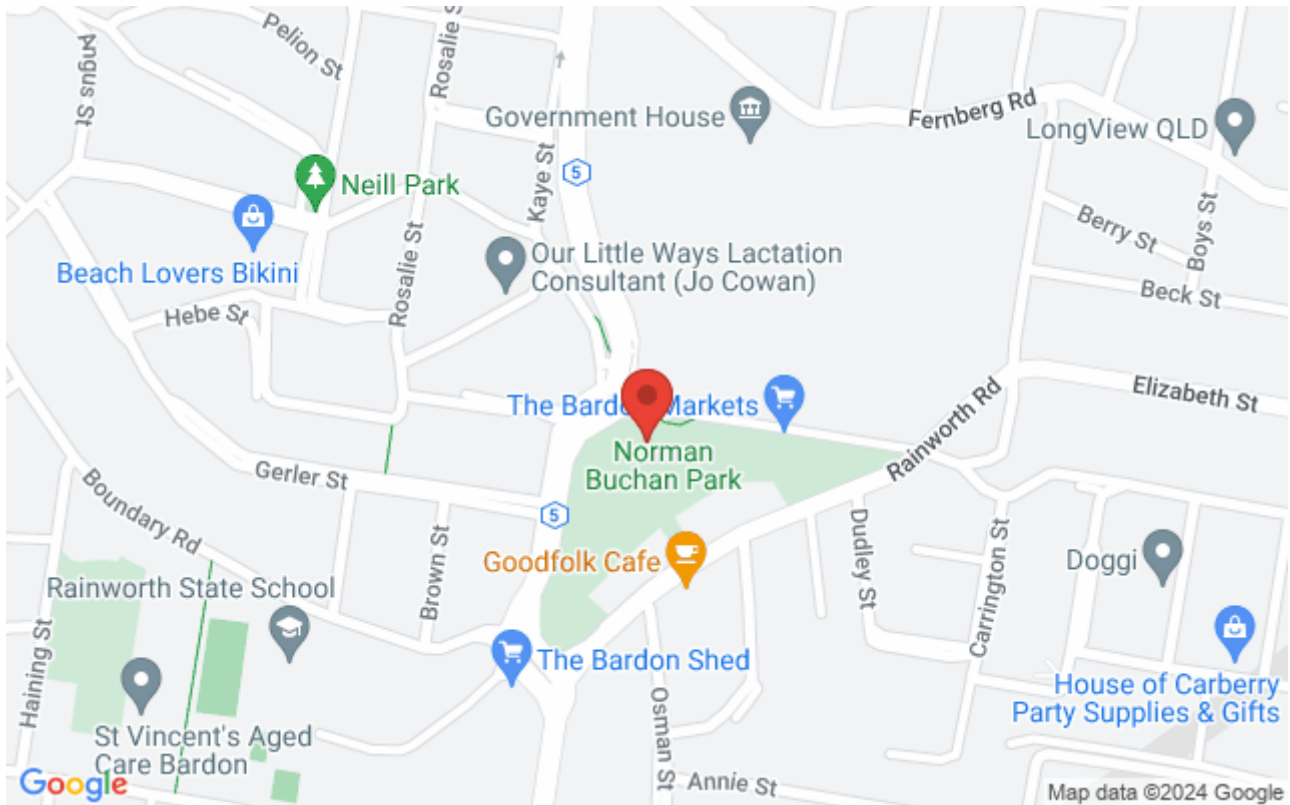 Pelion St
Rosalie St
Angus St
Government House
Fernberg Rd
LongView QLD
5
Neill Park
Kaye St
Berry St
Boys St
Beach Lovers Bikini
Rosalie St
Our Little Ways Lactation
Consultant (Jo Cowan)
Beck St
Hebe St
The Bardon Markets
Rainworth Rd
Elizabeth St
Norman
Buchan Park
Gerler St
Boundary Rd
5
Brown St
Goodfolk Cafe
Dudley St
Carrington St
Doggi
Rainworth State School
Haining St
The Bardon Shed
Osman St
House of Carberry
Party Supplies & Gifts
St Vincent's Aged
Care Bardon
Annie St
Google
Map data ©2024 Google